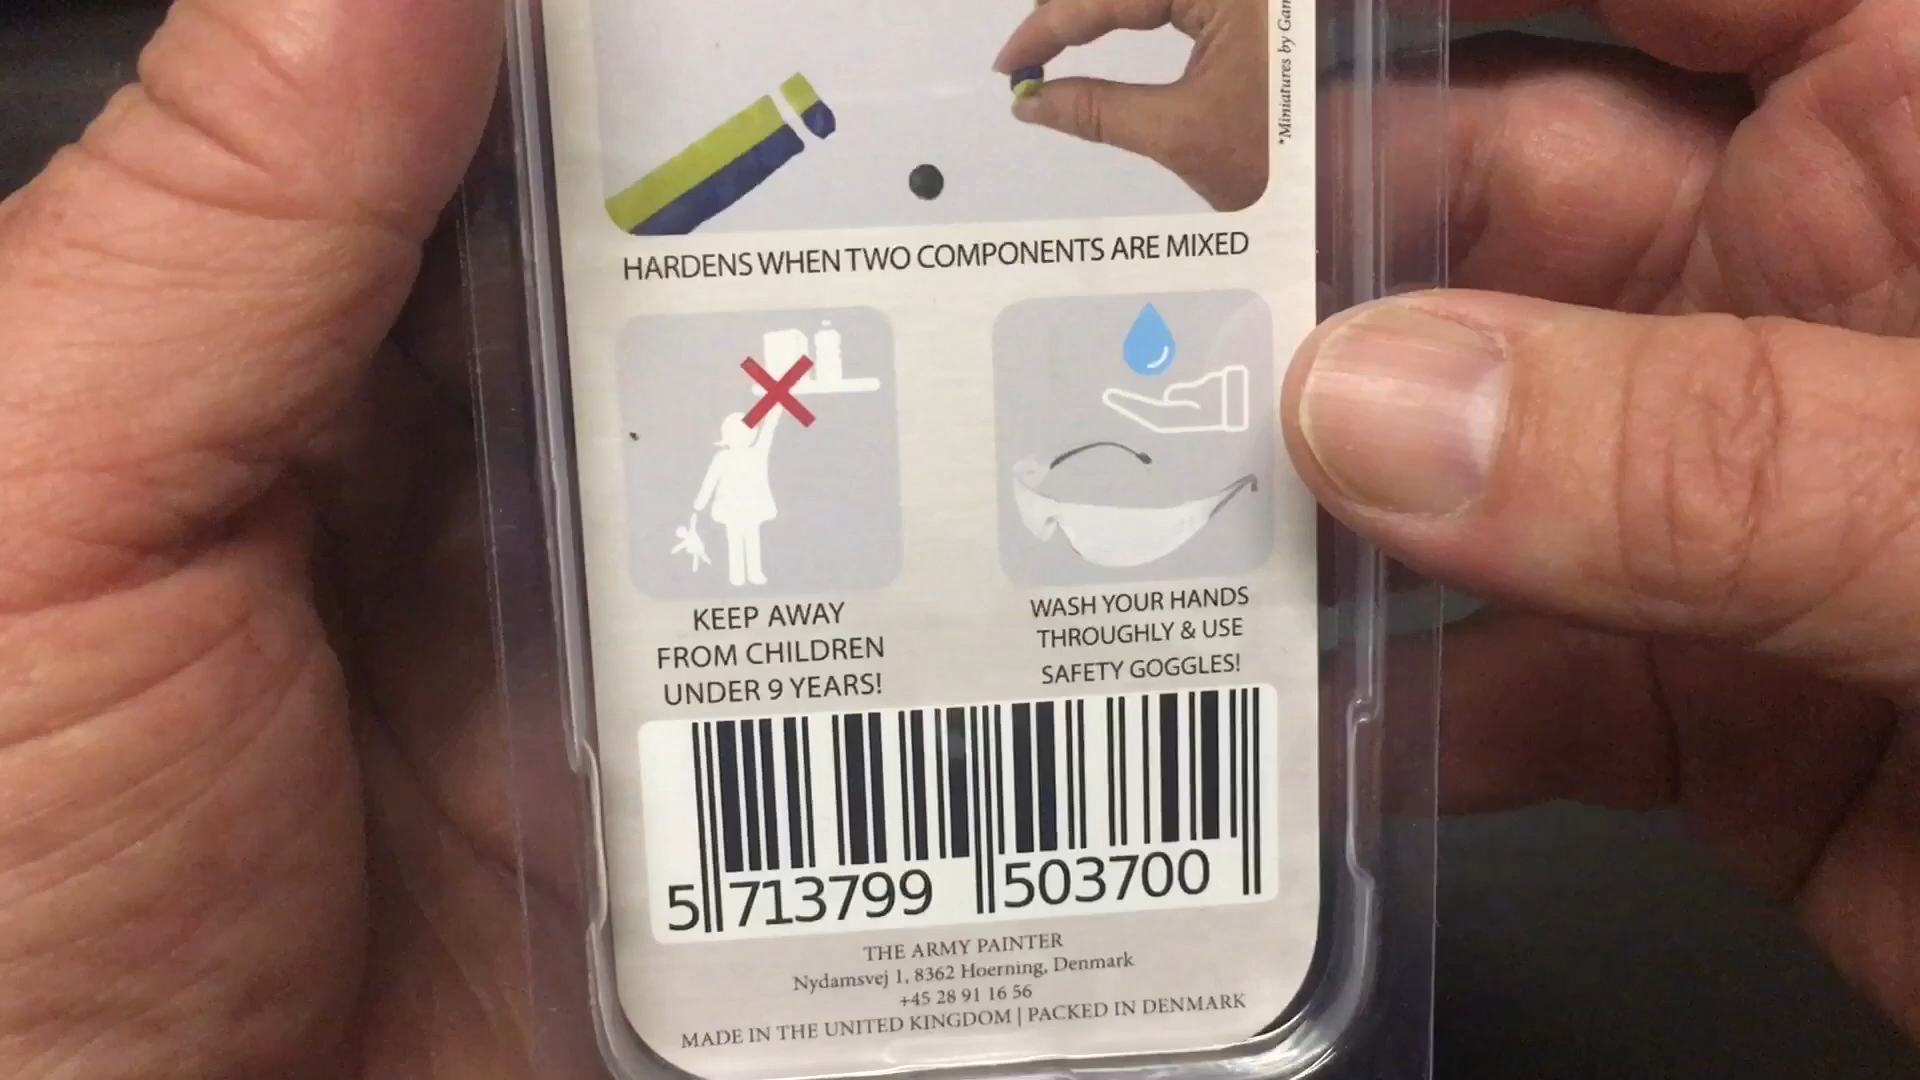 *Miniatures by
HARDENS WHEN TWO COMPONENTS ARE MIXED
KEEP AWAY
FROM CHILDREN
UNDER 9 YEARS!
WASH YOUR HANDS
THROUGHLY & USE
SAFETY GOGGLES!
5 713799 503700
THE ARMY PAINTER
Nydamsvej 1, 8362 Hoerning, Denmark
+45 28 91 16 56
MADE IN THE UNITED KINGDOM | PACKED IN DENMARK